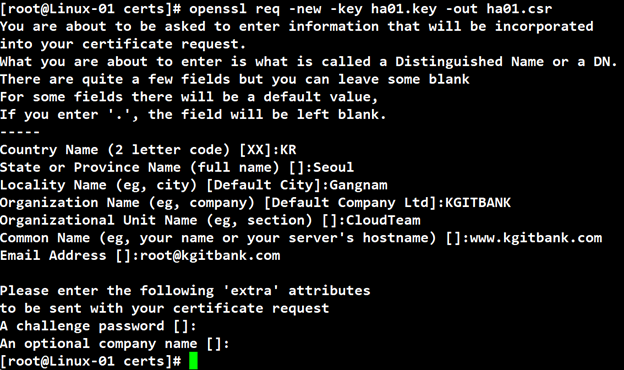 [root@Linux-01 certs]# openssl req -new -key ha01.key -out ha01.csr
You are about to be asked to enter information that will be incorporated
into your certificate request.
What you are about to enter is what is called a Distinguished Name or a DN.
There are quite a few fields but you can leave some blank
For some fields there will be a default value,
If you enter '.', the field will be left blank.
-----
Country Name (2 letter code) [XX]:KR
State or Province Name (full name) []:Seoul
Locality Name (eg, city) [Default City]:Gangnam
Organization Name (eg, company) [Default Company Ltd]:KGITBANK
Organizational Unit Name (eg, section) []:CloudTeam
Common Name (eg, your name or your server's hostname) []:www.kgitbank.com
Email Address []:root@kgitbank.com
Please enter the following 'extra' attributes
to be sent with your certificate request
A challenge password []:
An optional company name []:
[root@Linux-01 certs]#